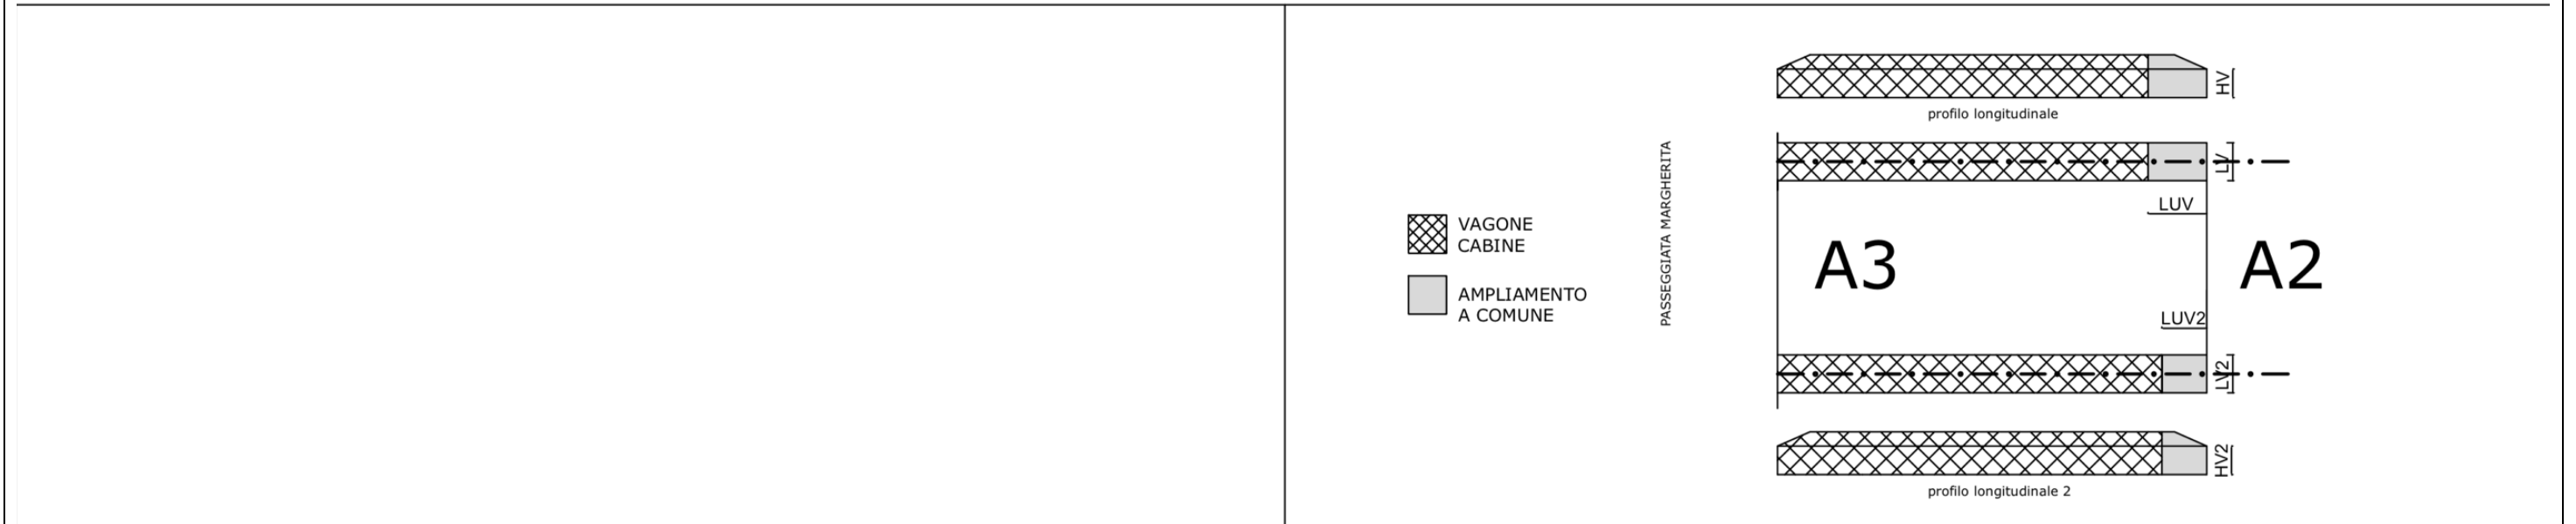 HV
profilo longitudinale
PASSEGGIATA MARGHERITA
LV
LUV
VAGONE
CABINE
A3
A2
AMPLIAMENTO
A COMUNE
LUV2
LV2
HV2
profilo longitudinale 2